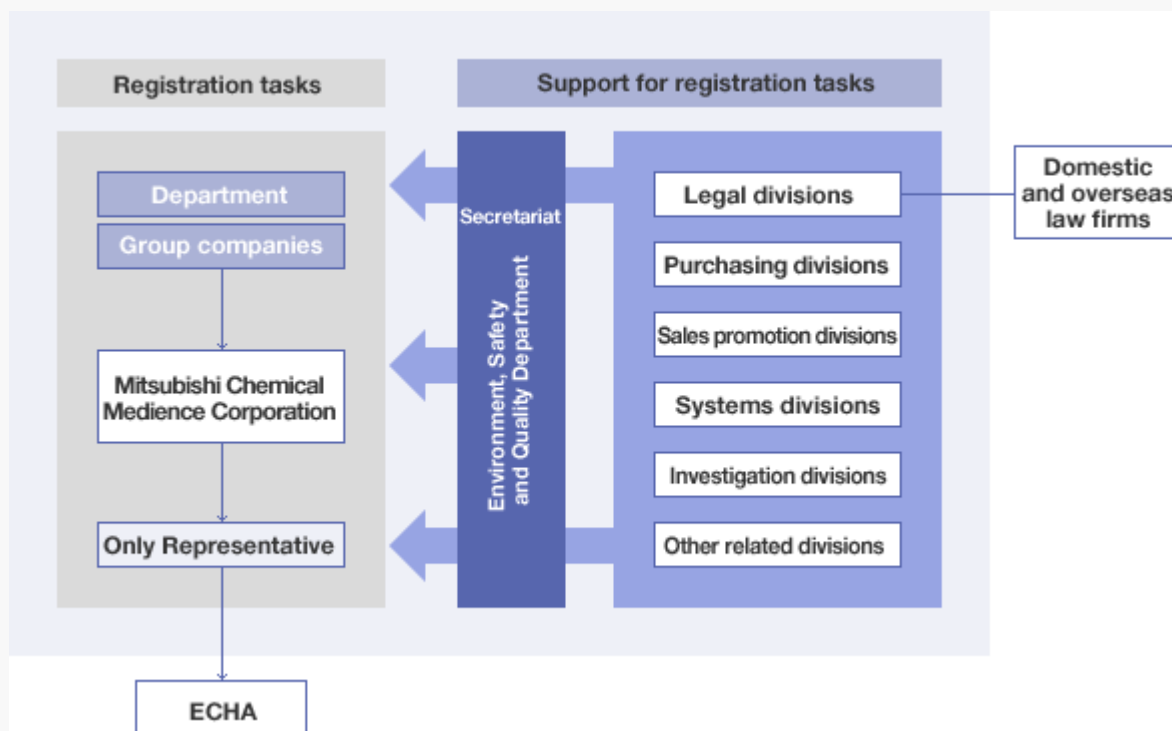 Registration tasks
Support for registration tasks
Department
Group companies
Mitsubishi Chemical
Medience Corporation
Only Representative
ECHA
Secretariat
Environment, Safety
and Quality Department
Legal divisions
Purchasing divisions
Sales promotion divisions
Systems divisions
Investigation divisions
Other related divisions
Domestic
and overseas
law firms